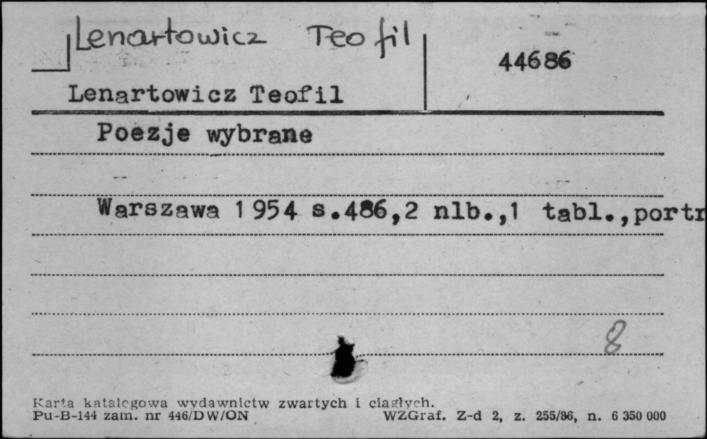 Lenartowicz Teofil
44686
Lenartowicz Teofil
Poezje wybrane
Warszawa 1954 s.486,2 nlb.,1 tabl.,portr
8
Karta katalogowa wydawnictw zwartych i ciągłych.
Pu-B-144 zam. nr 446/DW/ON WZGraf. Z-d 2, z. 255/86, n. 6 350 000